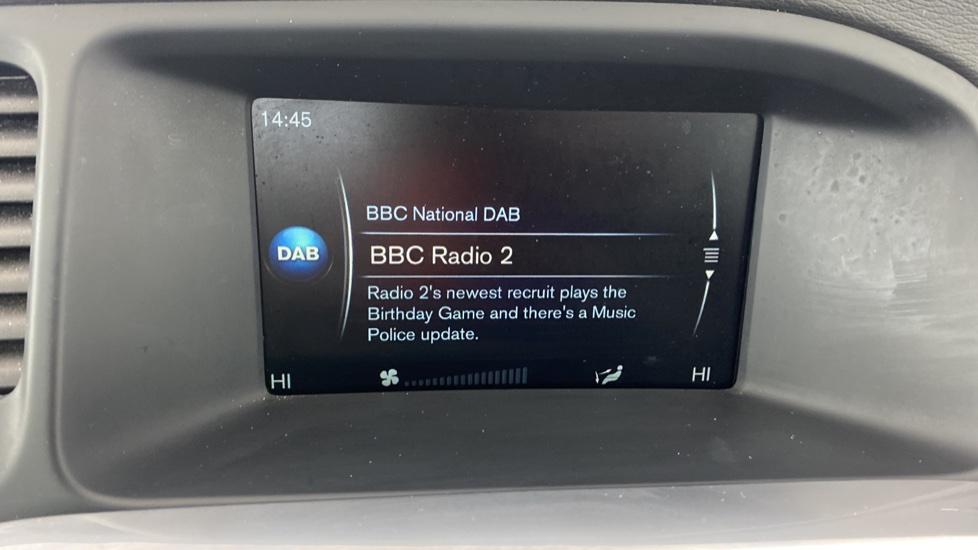 14:45
BBC National DAB
DAB
BBC Radio 2
Radio 2's newest recruit plays the
Birthday Game and there's a Music
Police update.
HI
HI